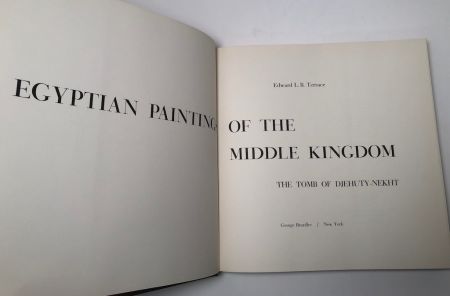 Edward L. B. Terrace
EGYPTIAN PAINTING OF THE
MIDDLE KINGDOM
THE TOMB OF DJEHUTY-NEKHT
George Braziller / New York